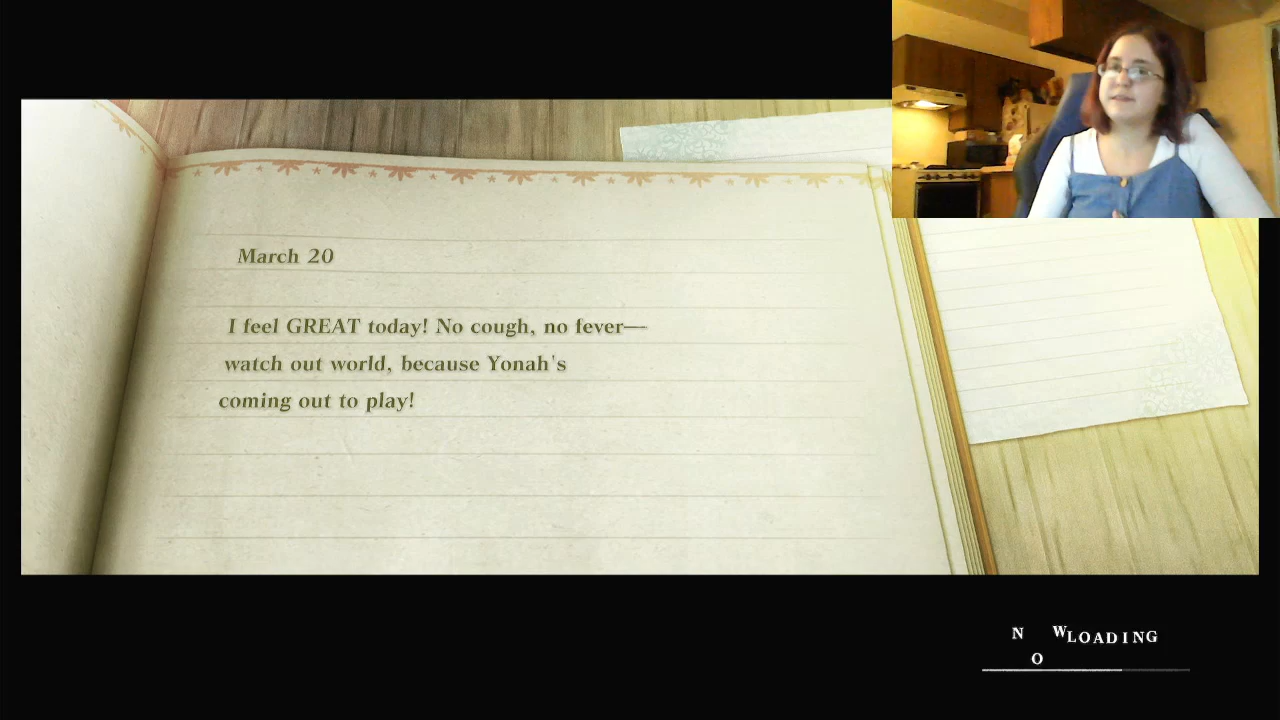 March 20
I feel GREAT today! No cough, no fever—
watch out world, because Yonah's
coming out to play!
NOW LOADING